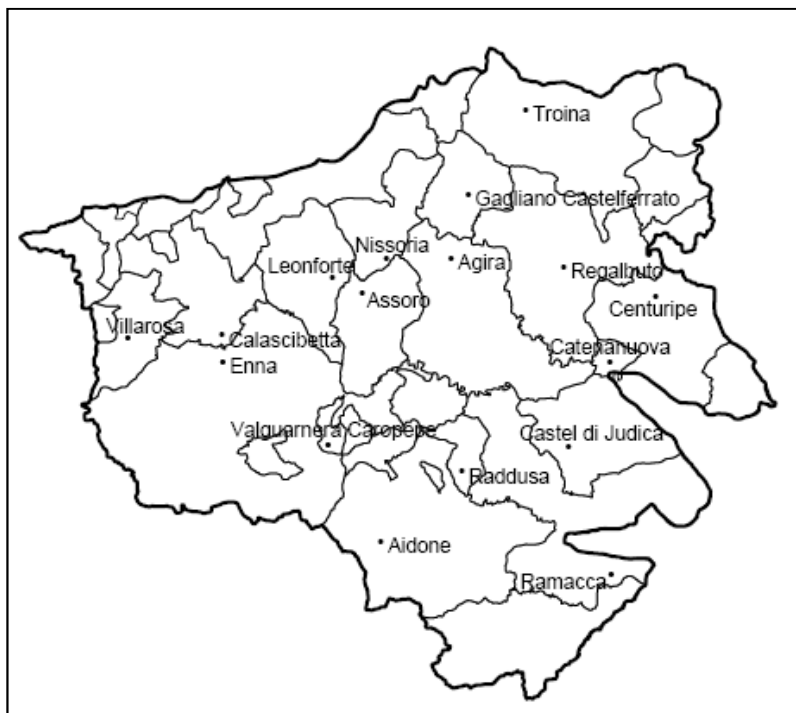 Troina
Gagliano Castelferrato
Nissoria
Agira
Leonforte
Regalbuto
Assoro
Centuripe
Villarosa
Calascibetta
Catenanuova
Enna
Valguarnera Caropepe
Castel di Judica
Raddusa
Aidone
Ramacca